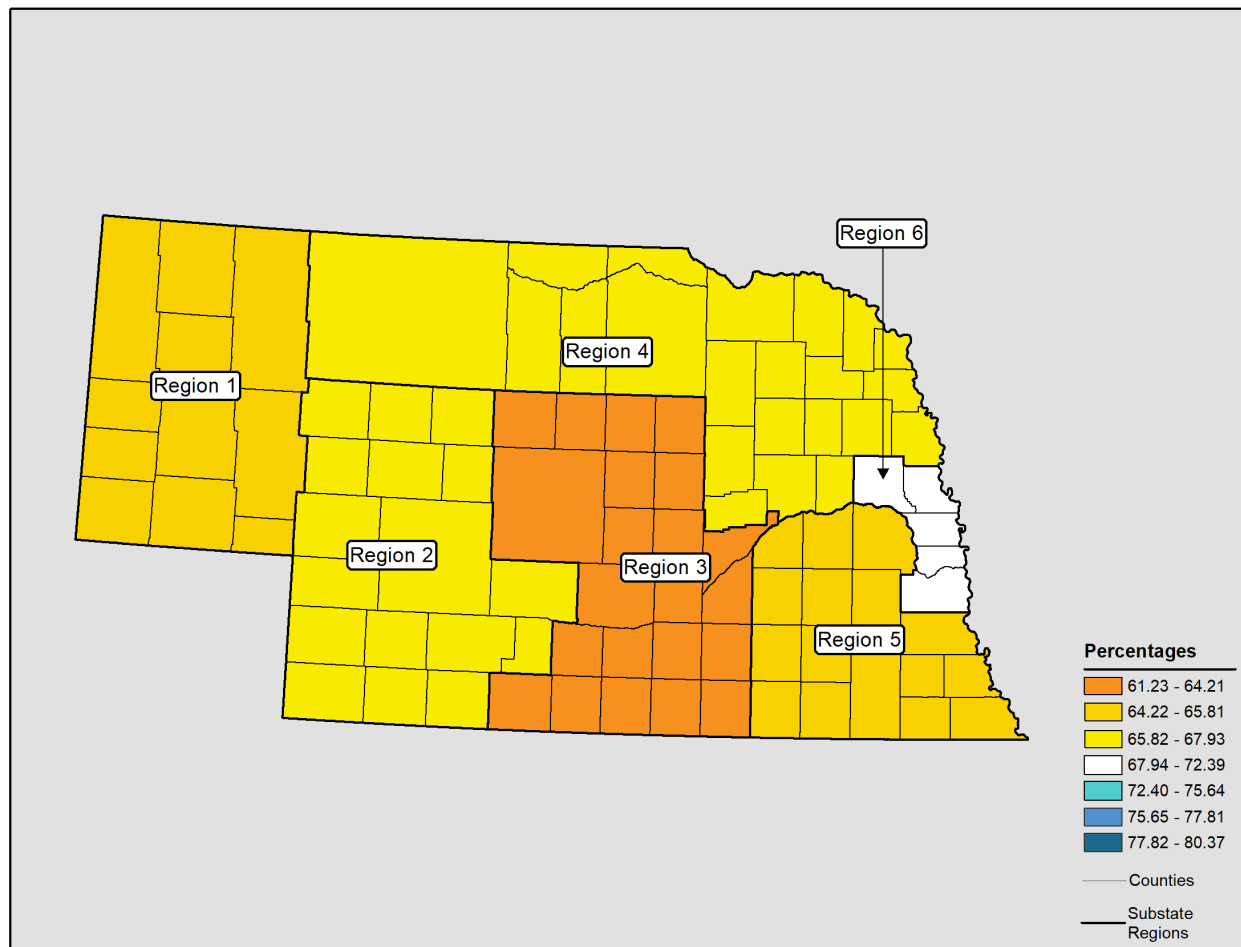 Region 6
Region 4
Region 1
Region 2
Region 3
Region 5
Percentages
61.23 - 64.21
64.22 - 65.81
65.82 - 67.93
67.94 - 72.39
72.40 - 75.64
75.65 - 77.81
77.82 - 80.37
Counties
Substate
Regions